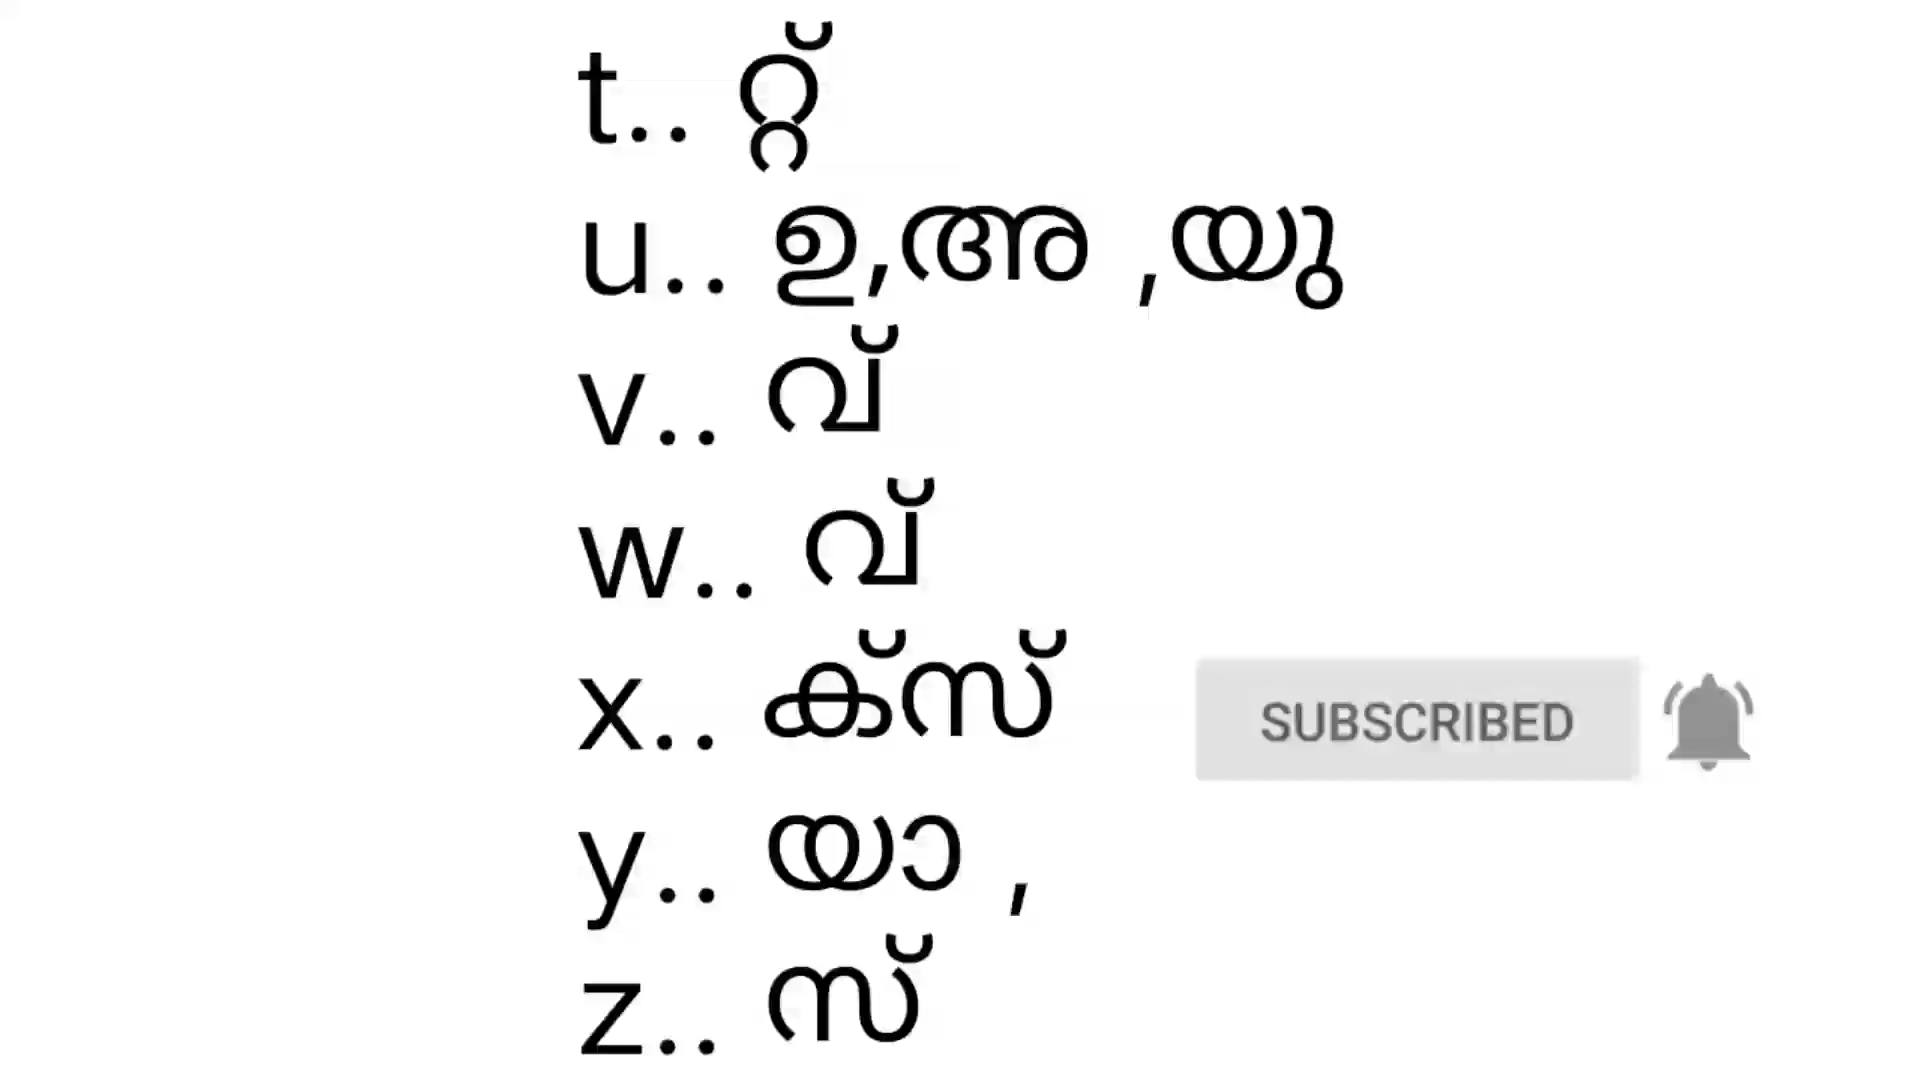 t.. റ്റ്
u.. ഉ,അ ,യു
v.. വ്
w.. വ്
x.. ക്‌സ്
SUBSCRIBED
y.. യാ ,
z.. സ്